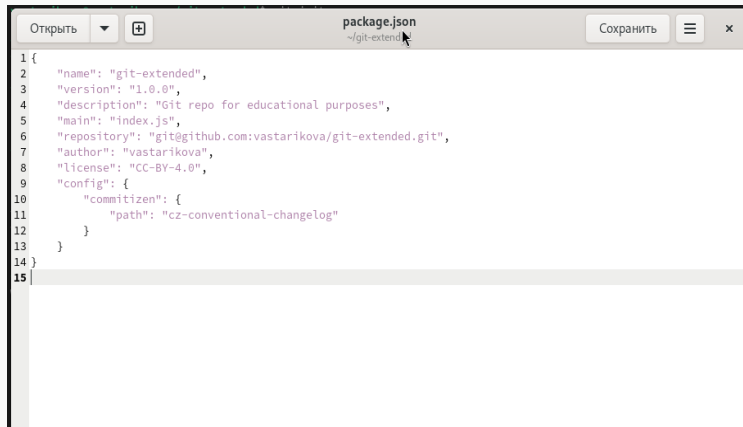 Открыть package.json Сохранить
~/git-extended
1 {
2     "name": "git-extended",
3     "version": "1.0.0",
4     "description": "Git repo for educational purposes",
5     "main": "index.js",
6     "repository": "git@github.com:vastarikova/git-extended.git",
7     "author": "vastarikova",
8     "license": "CC-BY-4.0",
9     "config": {
10         "commitizen": {
11             "path": "cz-conventional-changelog"
12         }
13     }
14 }
15